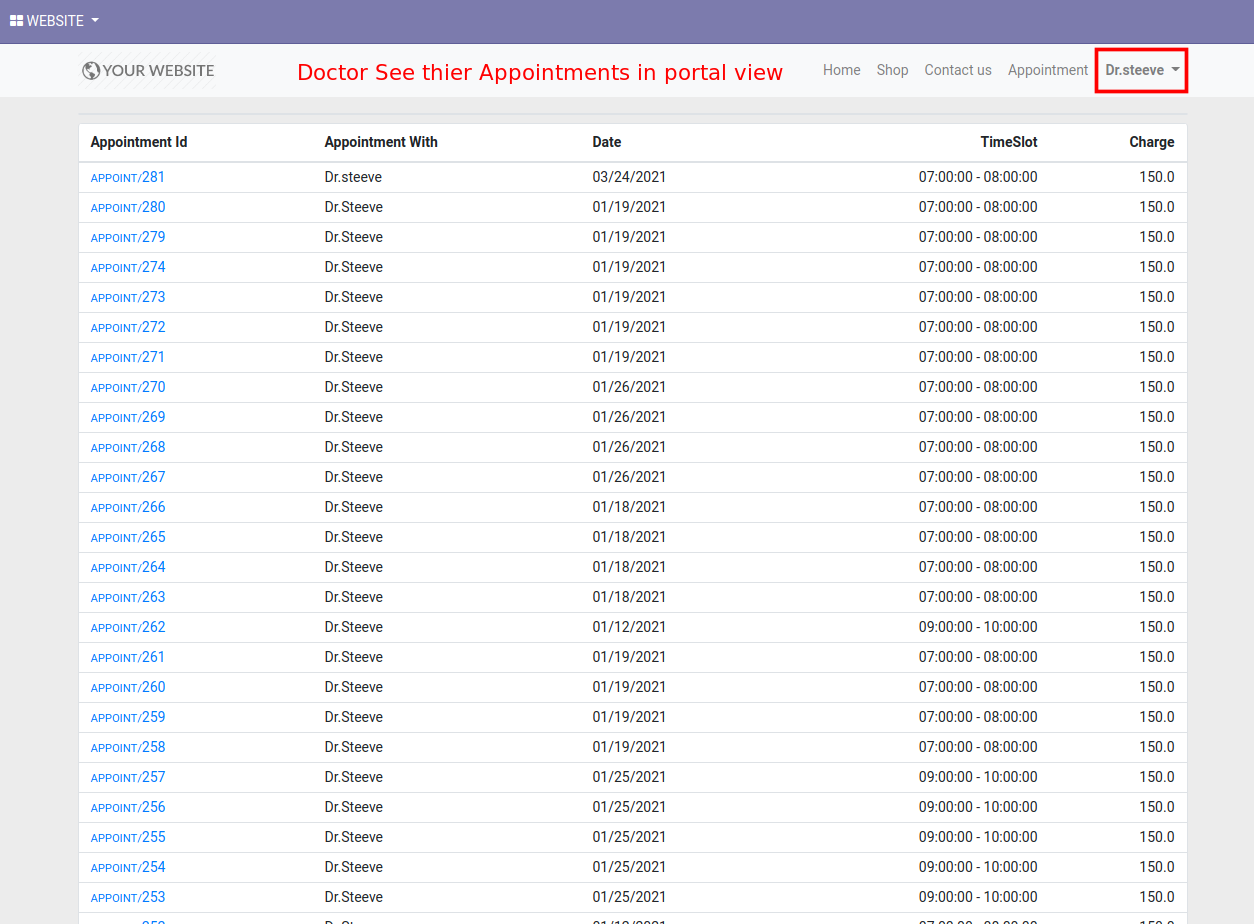 WEBSITE
YOUR WEBSITE Doctor See thier Appointments in portal view Home Shop Contact us Appointment Dr.steeve
Appointment Id Appointment With Date TimeSlot Charge
APPOINT/281 Dr.steeve 03/24/2021 07:00:00 - 08:00:00 150.0
APPOINT/280 Dr.Steeve 01/19/2021 07:00:00 - 08:00:00 150.0
APPOINT/279 Dr.Steeve 01/19/2021 07:00:00 - 08:00:00 150.0
APPOINT/274 Dr.Steeve 01/19/2021 07:00:00 - 08:00:00 150.0
APPOINT/273 Dr.Steeve 01/19/2021 07:00:00 - 08:00:00 150.0
APPOINT/272 Dr.Steeve 01/19/2021 07:00:00 - 08:00:00 150.0
APPOINT/271 Dr.Steeve 01/19/2021 07:00:00 - 08:00:00 150.0
APPOINT/270 Dr.Steeve 01/26/2021 07:00:00 - 08:00:00 150.0
APPOINT/269 Dr.Steeve 01/26/2021 07:00:00 - 08:00:00 150.0
APPOINT/268 Dr.Steeve 01/26/2021 07:00:00 - 08:00:00 150.0
APPOINT/267 Dr.Steeve 01/26/2021 07:00:00 - 08:00:00 150.0
APPOINT/266 Dr.Steeve 01/18/2021 07:00:00 - 08:00:00 150.0
APPOINT/265 Dr.Steeve 01/18/2021 07:00:00 - 08:00:00 150.0
APPOINT/264 Dr.Steeve 01/18/2021 07:00:00 - 08:00:00 150.0
APPOINT/263 Dr.Steeve 01/18/2021 07:00:00 - 08:00:00 150.0
APPOINT/262 Dr.Steeve 01/12/2021 09:00:00 - 10:00:00 150.0
APPOINT/261 Dr.Steeve 01/19/2021 07:00:00 - 08:00:00 150.0
APPOINT/260 Dr.Steeve 01/19/2021 07:00:00 - 08:00:00 150.0
APPOINT/259 Dr.Steeve 01/19/2021 07:00:00 - 08:00:00 150.0
APPOINT/258 Dr.Steeve 01/19/2021 07:00:00 - 08:00:00 150.0
APPOINT/257 Dr.Steeve 01/25/2021 09:00:00 - 10:00:00 150.0
APPOINT/256 Dr.Steeve 01/25/2021 09:00:00 - 10:00:00 150.0
APPOINT/255 Dr.Steeve 01/25/2021 09:00:00 - 10:00:00 150.0
APPOINT/254 Dr.Steeve 01/25/2021 09:00:00 - 10:00:00 150.0
APPOINT/253 Dr.Steeve 01/25/2021 09:00:00 - 10:00:00 150.0